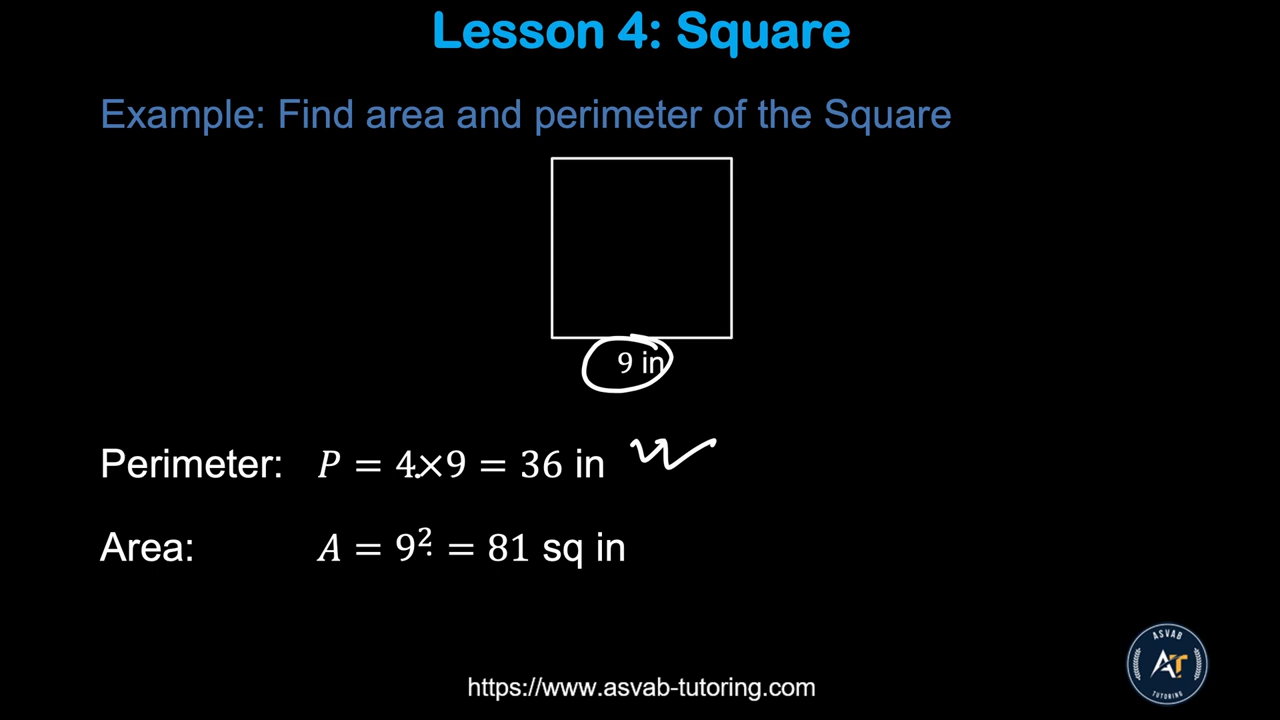 Lesson 4: Square
Example: Find area and perimeter of the Square
9 in
Perimeter: P = 4×9 = 36 in
Area: A = 9² = 81 sq in
ASVAB
AT
TUTORING
https://www.asvab-tutoring.com